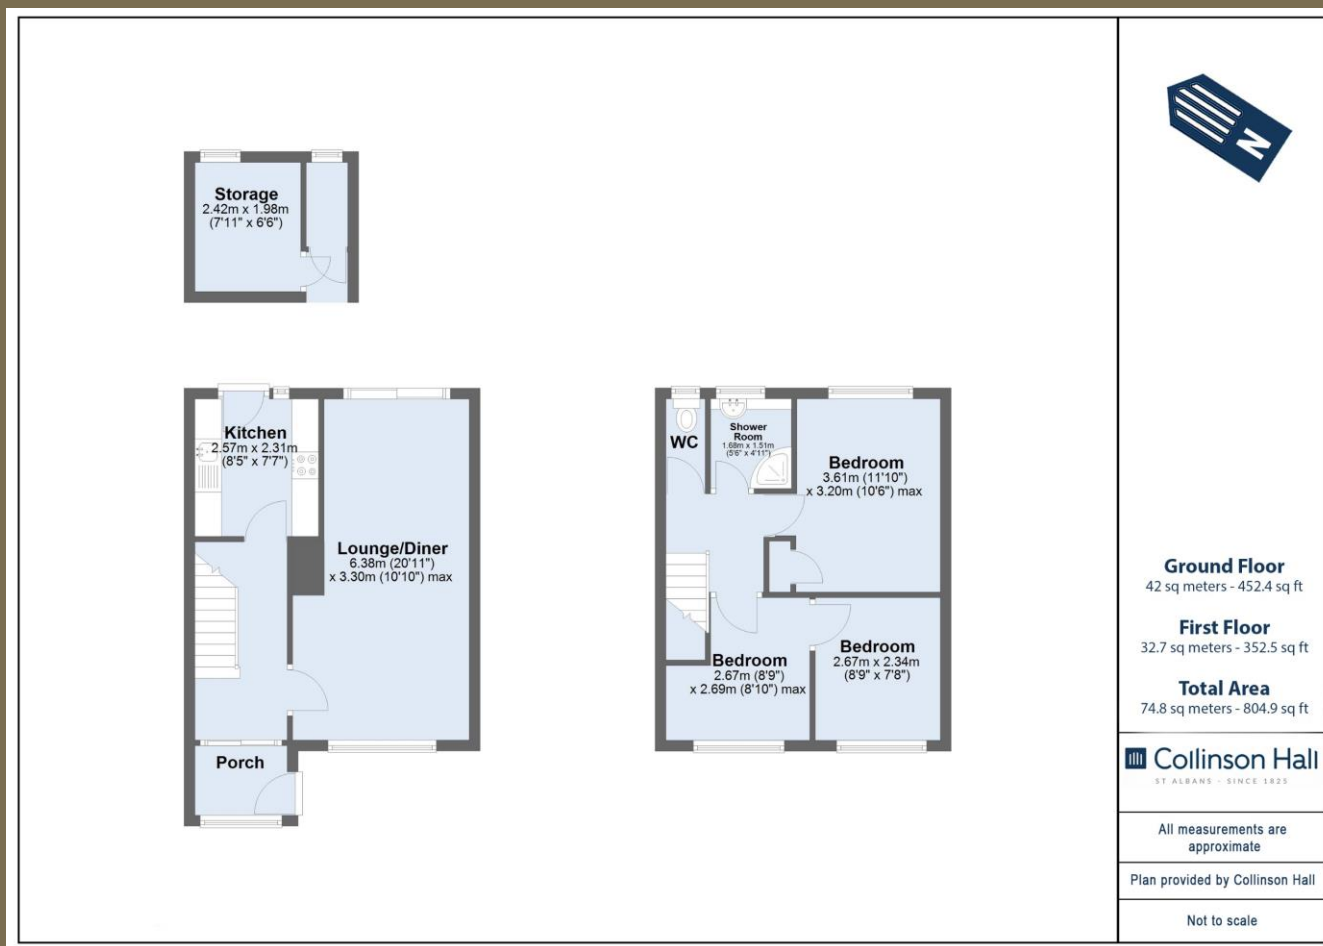 N
Storage
2.42m x 1.98m
(7'11" x 6'6")
Kitchen
2.57m x 2.31m
(8'5" x 7'7")
Lounge/Diner
6.38m (20'11")
x 3.30m (10'10") max
Porch
WC
Shower
Room
1.68m x 1.51m
(5'6" x 4'11")
Bedroom
3.61m (11'10")
x 3.20m (10'6") max
Bedroom
2.67m (8'9")
x 2.69m (8'10") max
Bedroom
2.67m x 2.34m
(8'9" x 7'8")
Ground Floor
42 sq meters - 452.4 sq ft
First Floor
32.7 sq meters - 352.5 sq ft
Total Area
74.8 sq meters - 804.9 sq ft
Collinson Hall
ST ALBANS - SINCE 1825
All measurements are
approximate
Plan provided by Collinson Hall
Not to scale